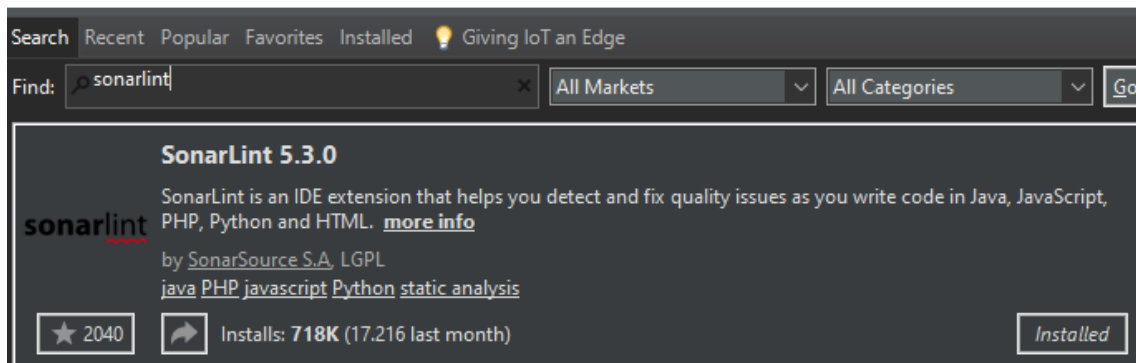 Search Recent Popular Favorites Installed Giving IoT an Edge
Find: sonarlint All Markets All Categories Go
SonarLint 5.3.0
SonarLint is an IDE extension that helps you detect and fix quality issues as you write code in Java, JavaScript,
sonarlint PHP, Python and HTML. more info
by SonarSource S.A, LGPL
java PHP javascript Python static analysis
2040 Installs: 718K (17.216 last month) Installed